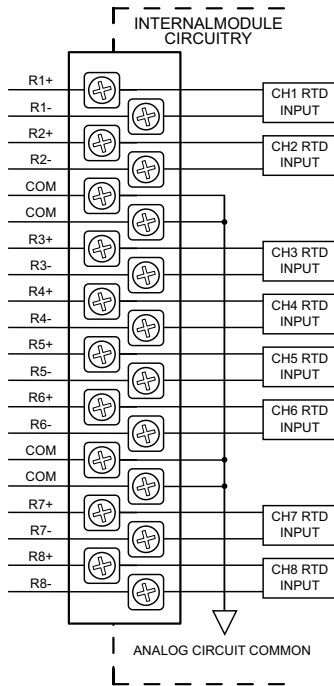 INTERNALMODULE
CIRCUITRY
R1+
R1-
R2+
R2-
COM
COM
R3+
R3-
R4+
R4-
R5+
R5-
R6+
R6-
COM
COM
R7+
R7-
R8+
R8-
CH1 RTD
INPUT
CH2 RTD
INPUT
CH3 RTD
INPUT
CH4 RTD
INPUT
CH5 RTD
INPUT
CH6 RTD
INPUT
CH7 RTD
INPUT
CH8 RTD
INPUT
ANALOG CIRCUIT COMMON